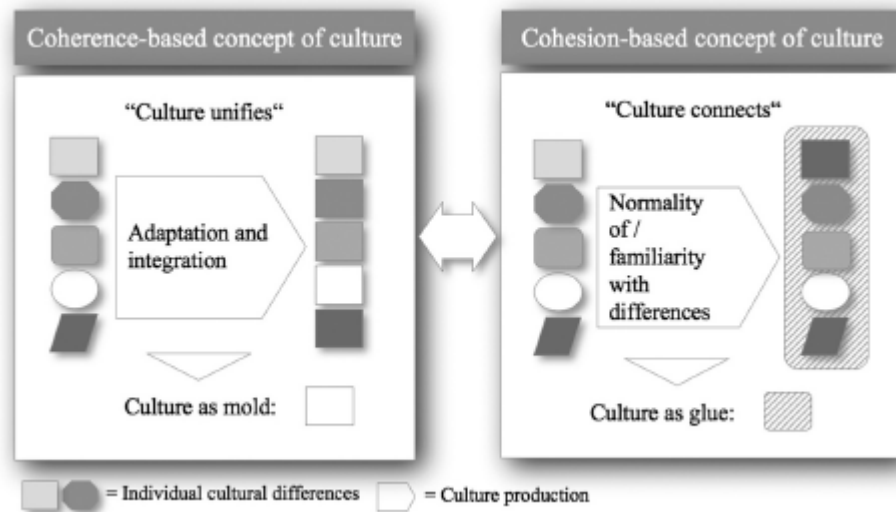 Coherence-based concept of culture
“Culture unifies“
Adaptation and
integration
Culture as mold:
Cohesion-based concept of culture
“Culture connects“
Normality
of /
familiarity
with
differences
Culture as glue:
= Individual cultural differences
= Culture production